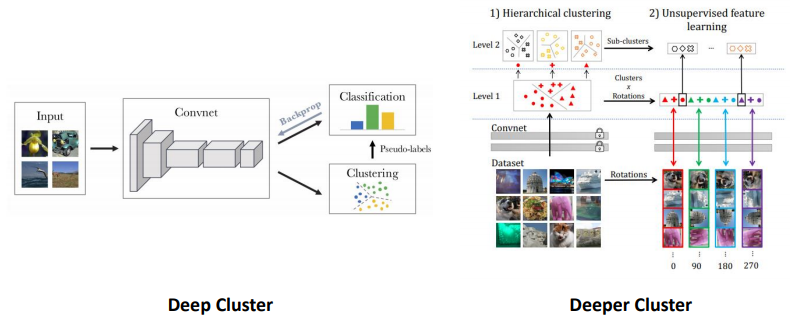 Input
Convnet
Backprop
Classification
Pseudo-labels
Clustering
Deep Cluster
1) Hierarchical clustering
2) Unsupervised feature
learning
Level 2
Sub-clusters
...
Level 1
Clusters
x
Rotations
Convnet
Dataset
Rotations
...
...
...
...
0
90
180
270
Deeper Cluster